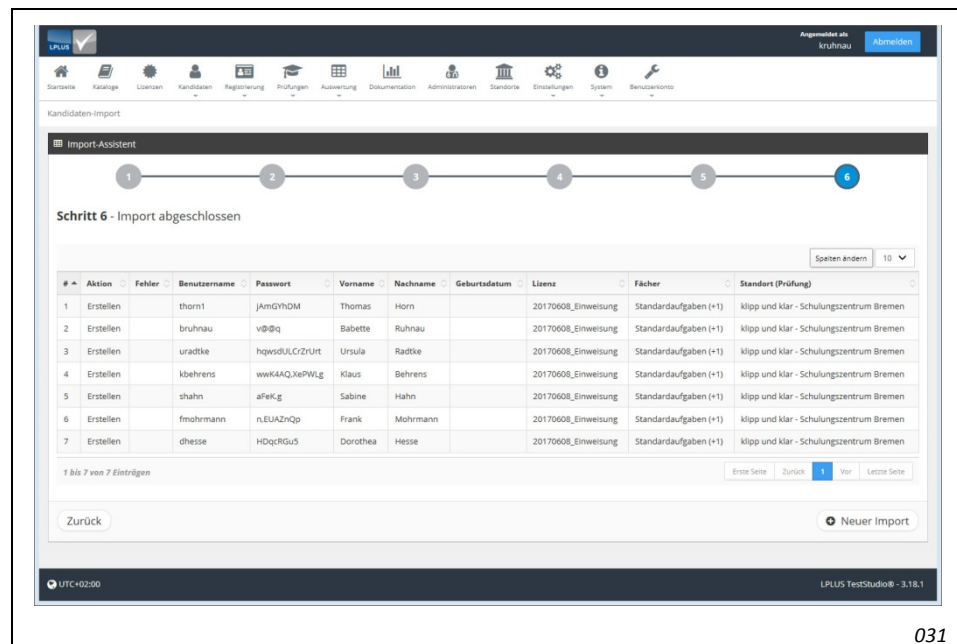 LPLUS
Angemeldet als
kruhnau
Abmelden
Startseite Kataloge Lizenzen Kandidaten Registrierung Prüfungen Auswertung Dokumentation Administratoren Standorte Einstellungen System Benutzerkonto
Kandidaten-Import
Import-Assistent
1 2 3 4 5 6
Schritt 6 - Import abgeschlossen
Spalten ändern 10
# Aktion Fehler Benutzername Passwort Vorname Nachname Geburtsdatum Lizenz Fächer Standort (Prüfung)
1 Erstellen thorn1 jAmGYhDM Thomas Horn 20170608_Einweisung Standardaufgaben (+1) klipp und klar - Schulungszentrum Bremen
2 Erstellen bruhnau v@@q Babette Ruhnau 20170608_Einweisung Standardaufgaben (+1) klipp und klar - Schulungszentrum Bremen
3 Erstellen uradtke hqwsdULCrZrUrt Ursula Radtke 20170608_Einweisung Standardaufgaben (+1) klipp und klar - Schulungszentrum Bremen
4 Erstellen kbehrens wwK4AQ,XePWLg Klaus Behrens 20170608_Einweisung Standardaufgaben (+1) klipp und klar - Schulungszentrum Bremen
5 Erstellen shahn aFeK.g Sabine Hahn 20170608_Einweisung Standardaufgaben (+1) klipp und klar - Schulungszentrum Bremen
6 Erstellen fmohrmann n,EUAZnQp Frank Mohrmann 20170608_Einweisung Standardaufgaben (+1) klipp und klar - Schulungszentrum Bremen
7 Erstellen dhesse HDqcRGu5 Dorothea Hesse 20170608_Einweisung Standardaufgaben (+1) klipp und klar - Schulungszentrum Bremen
1 bis 7 von 7 Einträgen
Erste Seite Zurück 1 Vor Letzte Seite
Zurück Neuer Import
UTC+02:00 LPLUS TestStudio® - 3.18.1
031